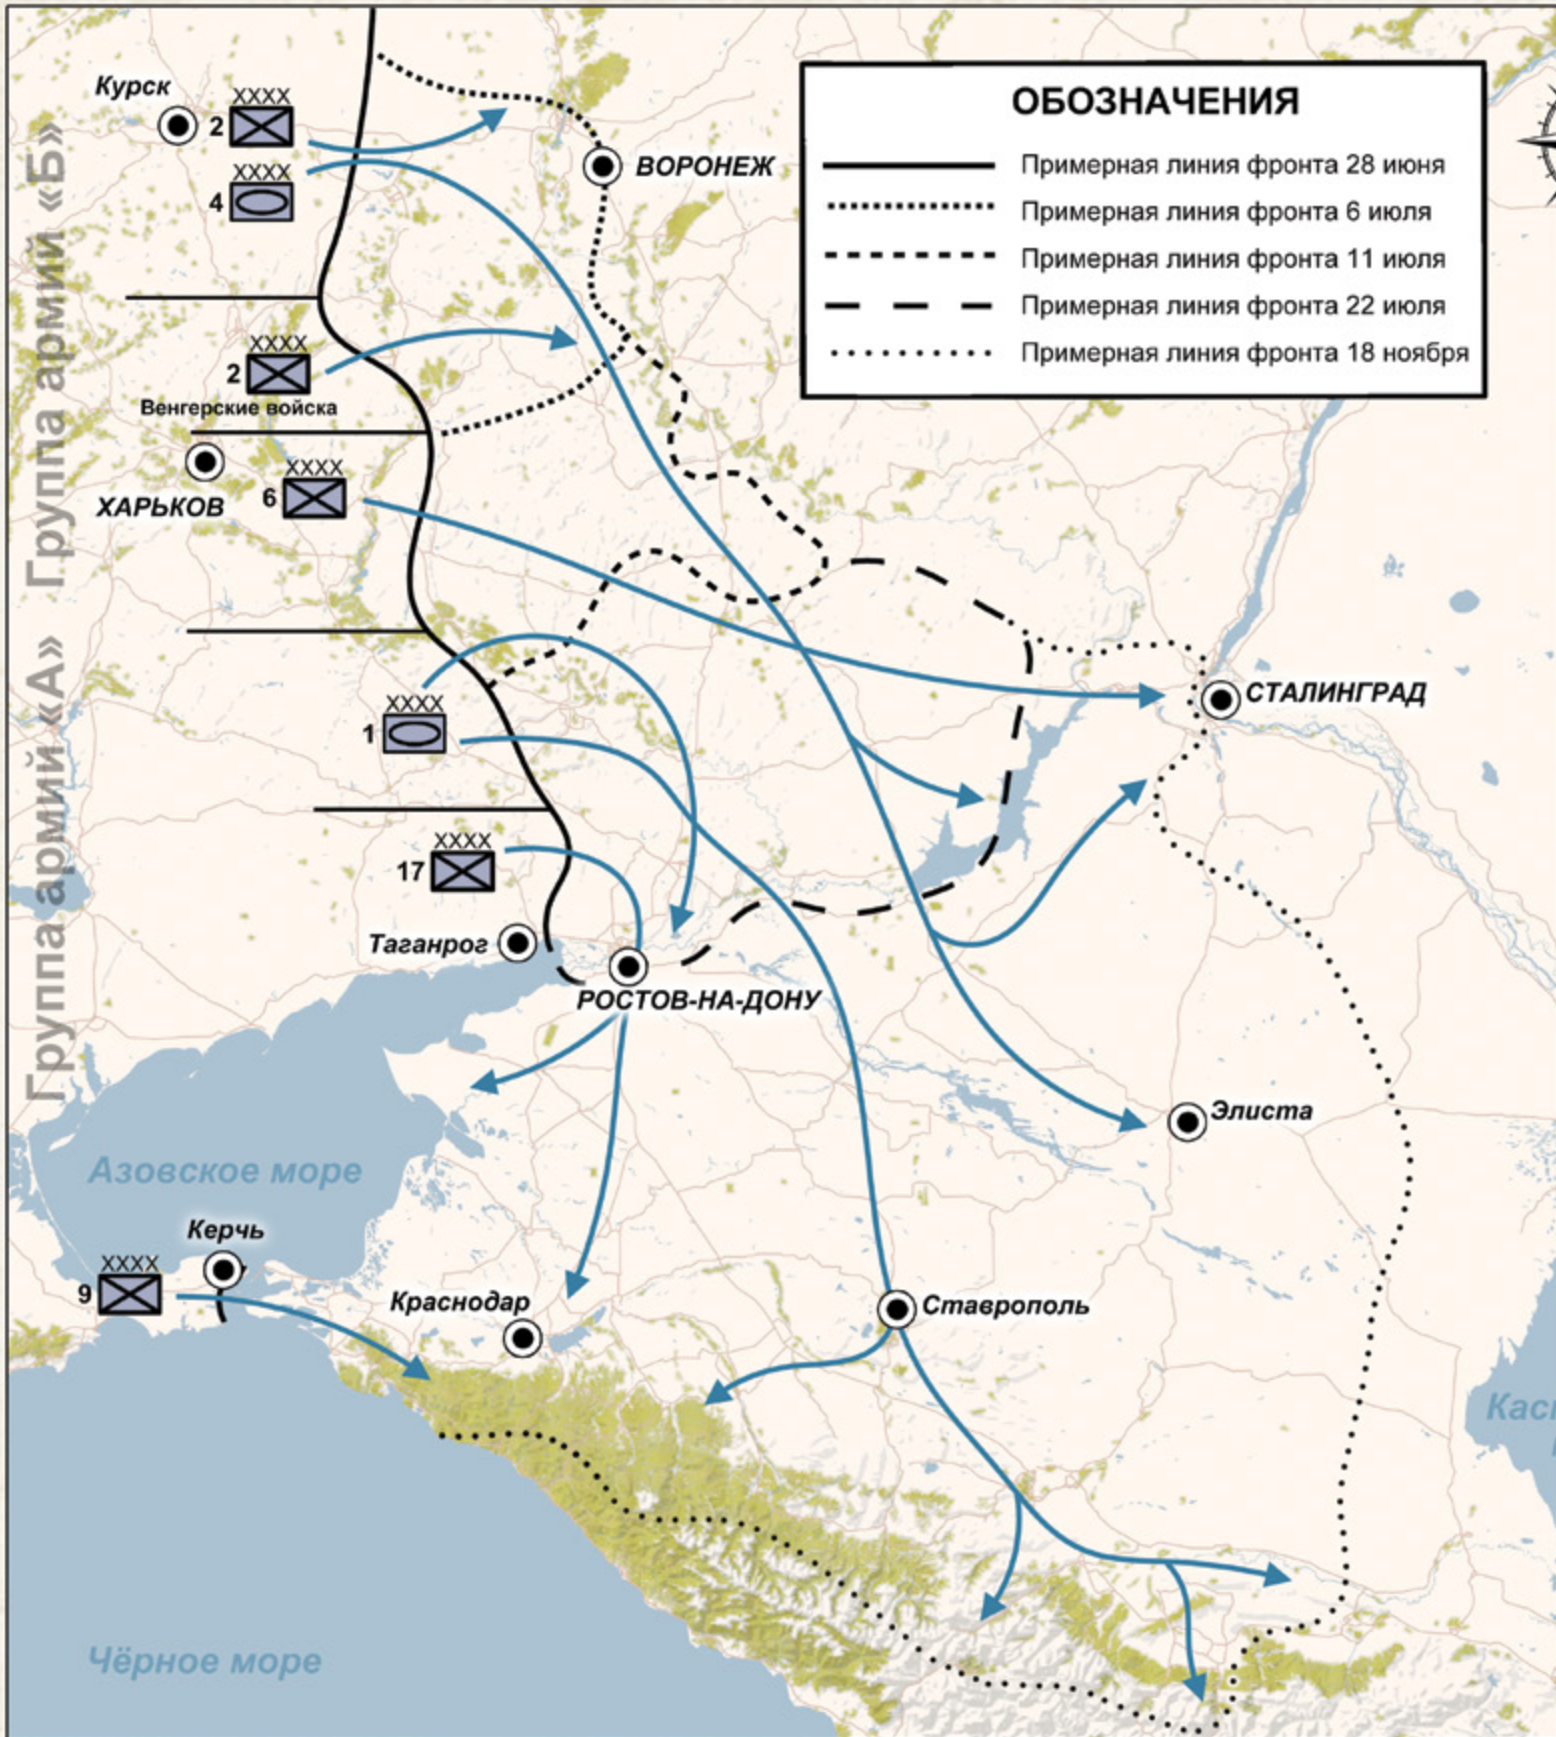 ОБОЗНАЧЕНИЯ
Примерная линия фронта 28 июня
Примерная линия фронта 6 июля
Примерная линия фронта 11 июля
Примерная линия фронта 22 июля
Примерная линия фронта 18 ноября
Группа армий «Б»
Группа армий «А»
Курск
XXXX
2
XXXX
4
ВОРОНЕЖ
XXXX
2
Венгерские войска
ХАРЬКОВ
XXXX
6
XXXX
1
СТАЛИНГРАД
XXXX
17
Таганрог
РОСТОВ-НА-ДОНУ
Элиста
Азовское море
Керчь
XXXX
9
Краснодар
Ставрополь
Касп
Чёрное море